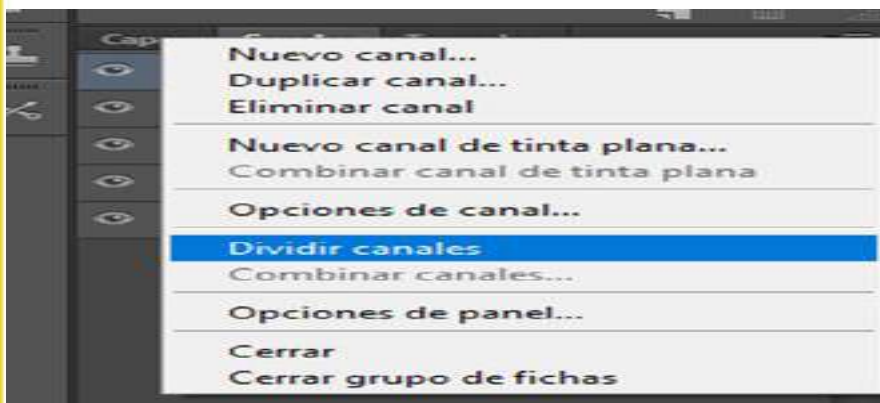 Nuevo canal...
Duplicar canal...
Eliminar canal
Nuevo canal de tinta plana...
Combinar canal de tinta plana
Opciones de canal...
Dividir canales
Combinar canales...
Opciones de panel...
Cerrar
Cerrar grupo de fichas